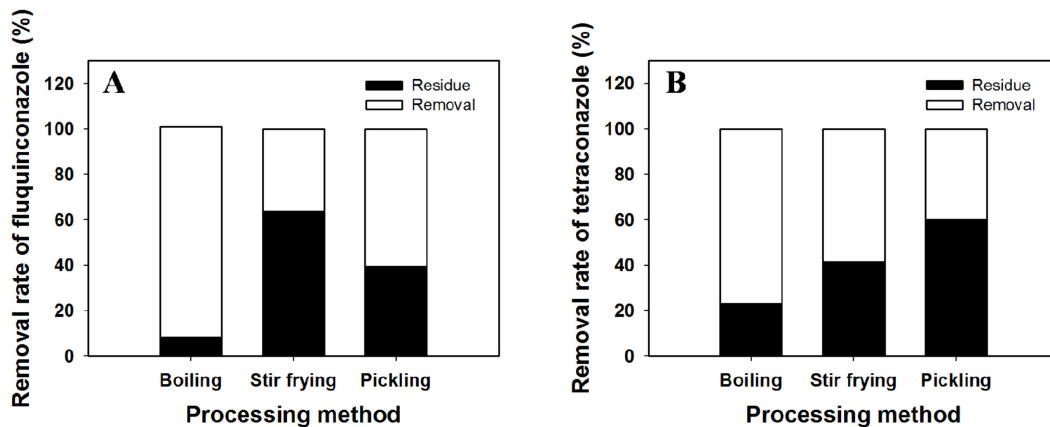 Removal rate of fluquinconazole (%)
A
Residue
Removal
120
100
80
60
40
20
0
Boiling Stir frying Pickling
Processing method
Removal rate of tetraconazole (%)
B
Residue
Removal
120
100
80
60
40
20
0
Boiling Stir frying Pickling
Processing method